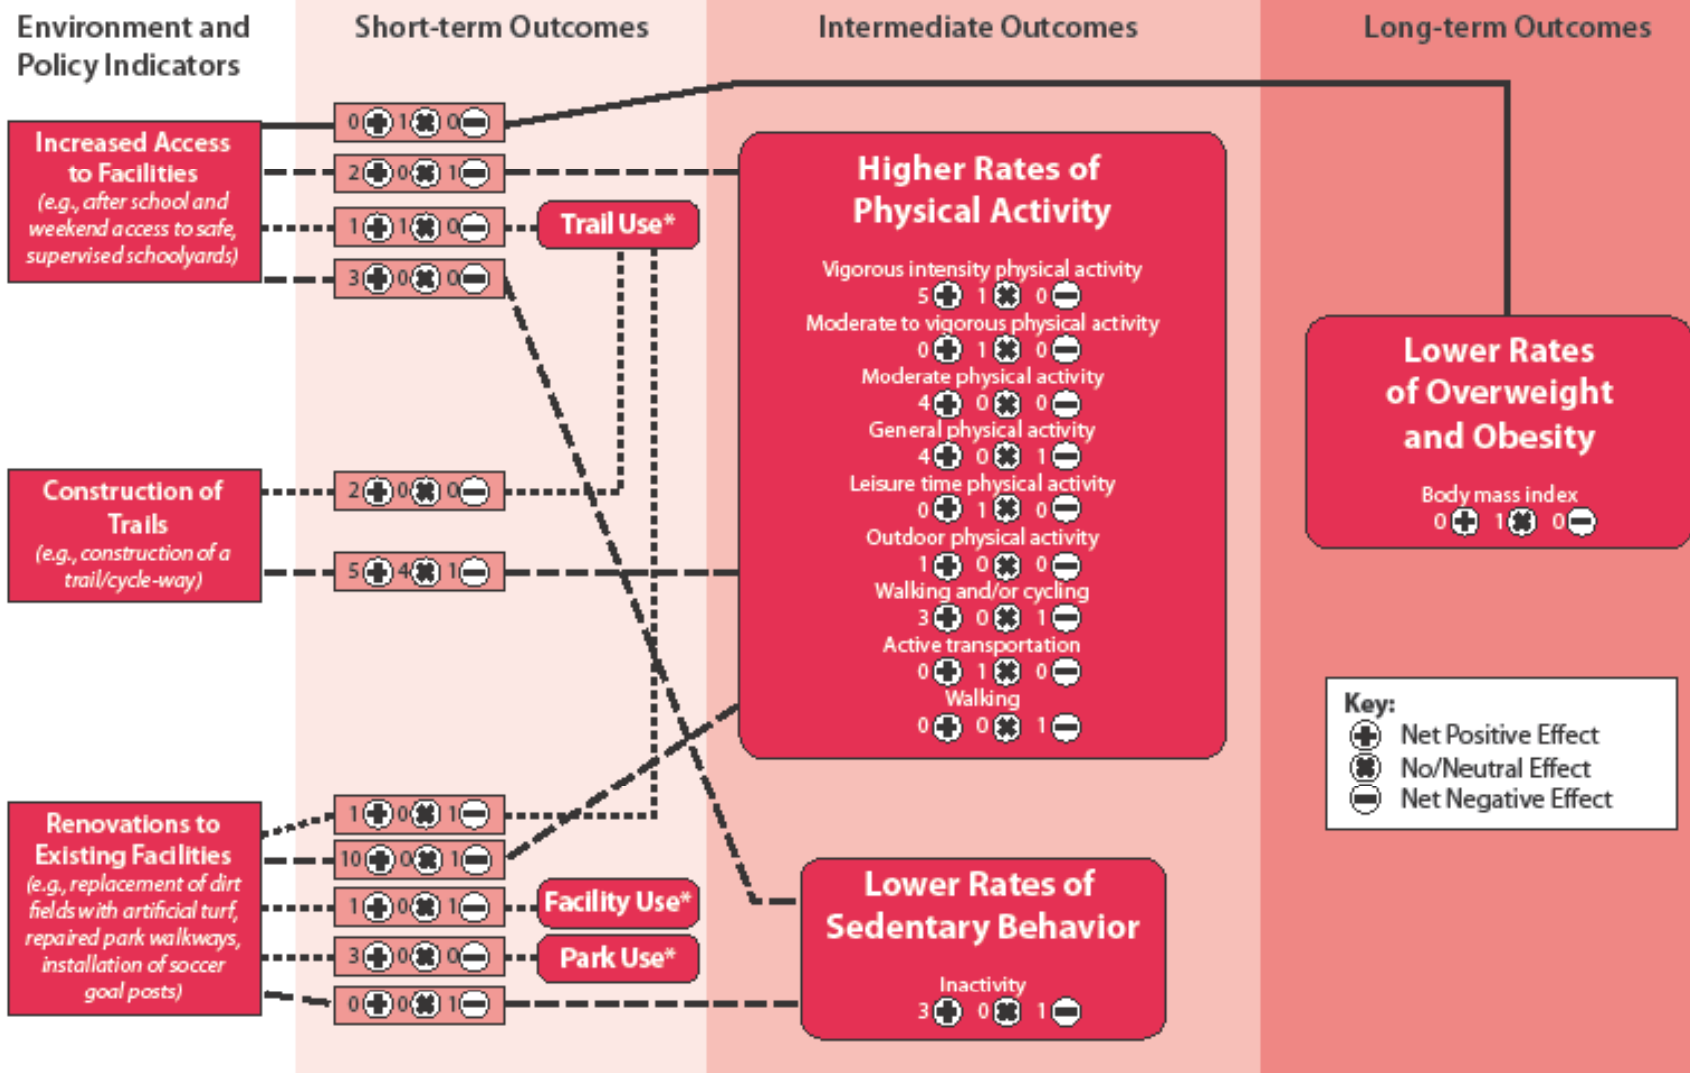 Environment and
Policy Indicators
Short-term Outcomes
Intermediate Outcomes
Long-term Outcomes
Increased Access
to Facilities
(e.g., after school and
weekend access to safe,
supervised schoolyards)
0 1 0
2 0 1
1 1 0
3 0 0
Trail Use*
Construction of
Trails
(e.g., construction of a
trail/cycle-way)
2 0 0
5 4 1
Renovations to
Existing Facilities
(e.g., replacement of dirt
fields with artificial turf,
repaired park walkways,
installation of soccer
goal posts)
1 0 1
10 0 1
1 0 1
3 0 0
0 0 1
Facility Use*
Park Use*
Higher Rates of
Physical Activity
Vigorous intensity physical activity
5 1 0
Moderate to vigorous physical activity
0 1 0
Moderate physical activity
4 0 0
General physical activity
4 0 1
Leisure time physical activity
0 1 0
Outdoor physical activity
1 0 0
Walking and/or cycling
3 0 1
Active transportation
0 1 0
Walking
0 0 1
Lower Rates of
Sedentary Behavior
Inactivity
3 0 1
Lower Rates
of Overweight
and Obesity
Body mass index
0 1 0
Key:
Net Positive Effect
No/Neutral Effect
Net Negative Effect